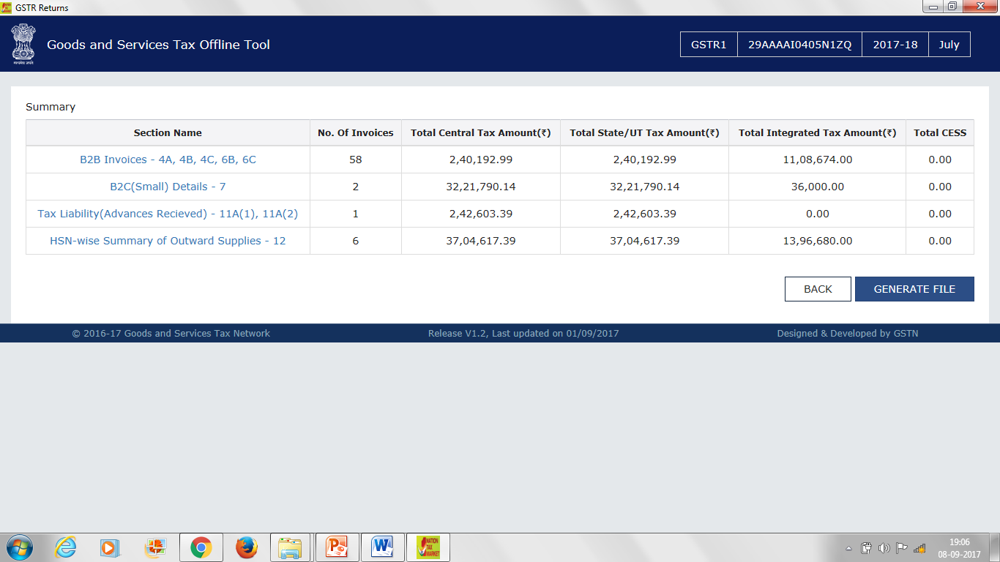 GSTR Returns
Goods and Services Tax Offline Tool
GSTR1 29AAAAI0405N1ZQ 2017-18 July
Summary
Section Name No. Of Invoices Total Central Tax Amount(₹) Total State/UT Tax Amount(₹) Total Integrated Tax Amount(₹) Total CESS
B2B Invoices - 4A, 4B, 4C, 6B, 6C 58 2,40,192.99 2,40,192.99 11,08,674.00 0.00
B2C(Small) Details - 7 2 32,21,790.14 32,21,790.14 36,000.00 0.00
Tax Liability(Advances Recieved) - 11A(1), 11A(2) 1 2,42,603.39 2,42,603.39 0.00 0.00
HSN-wise Summary of Outward Supplies - 12 6 37,04,617.39 37,04,617.39 13,96,680.00 0.00
BACK GENERATE FILE
© 2016-17 Goods and Services Tax Network Release V1.2, Last updated on 01/09/2017 Designed & Developed by GSTN
NATION
TAX
MARKET
19:06
08-09-2017